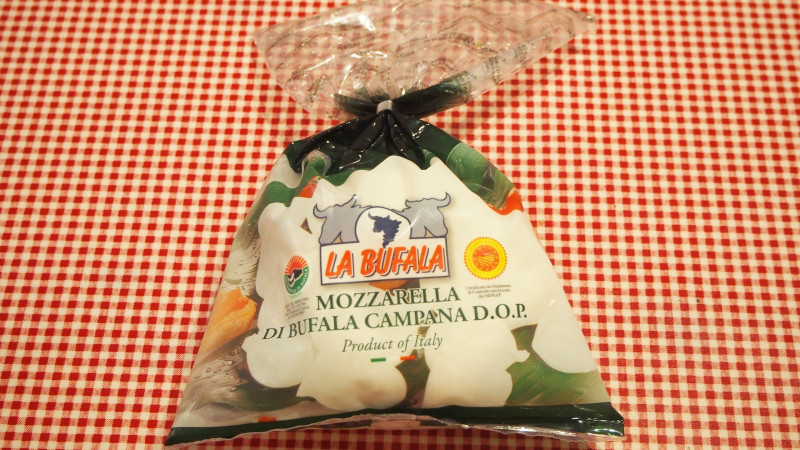 LA BUFALA
MOZZARELLA
DI BUFALA CAMPANA D.O.P.
Product of Italy